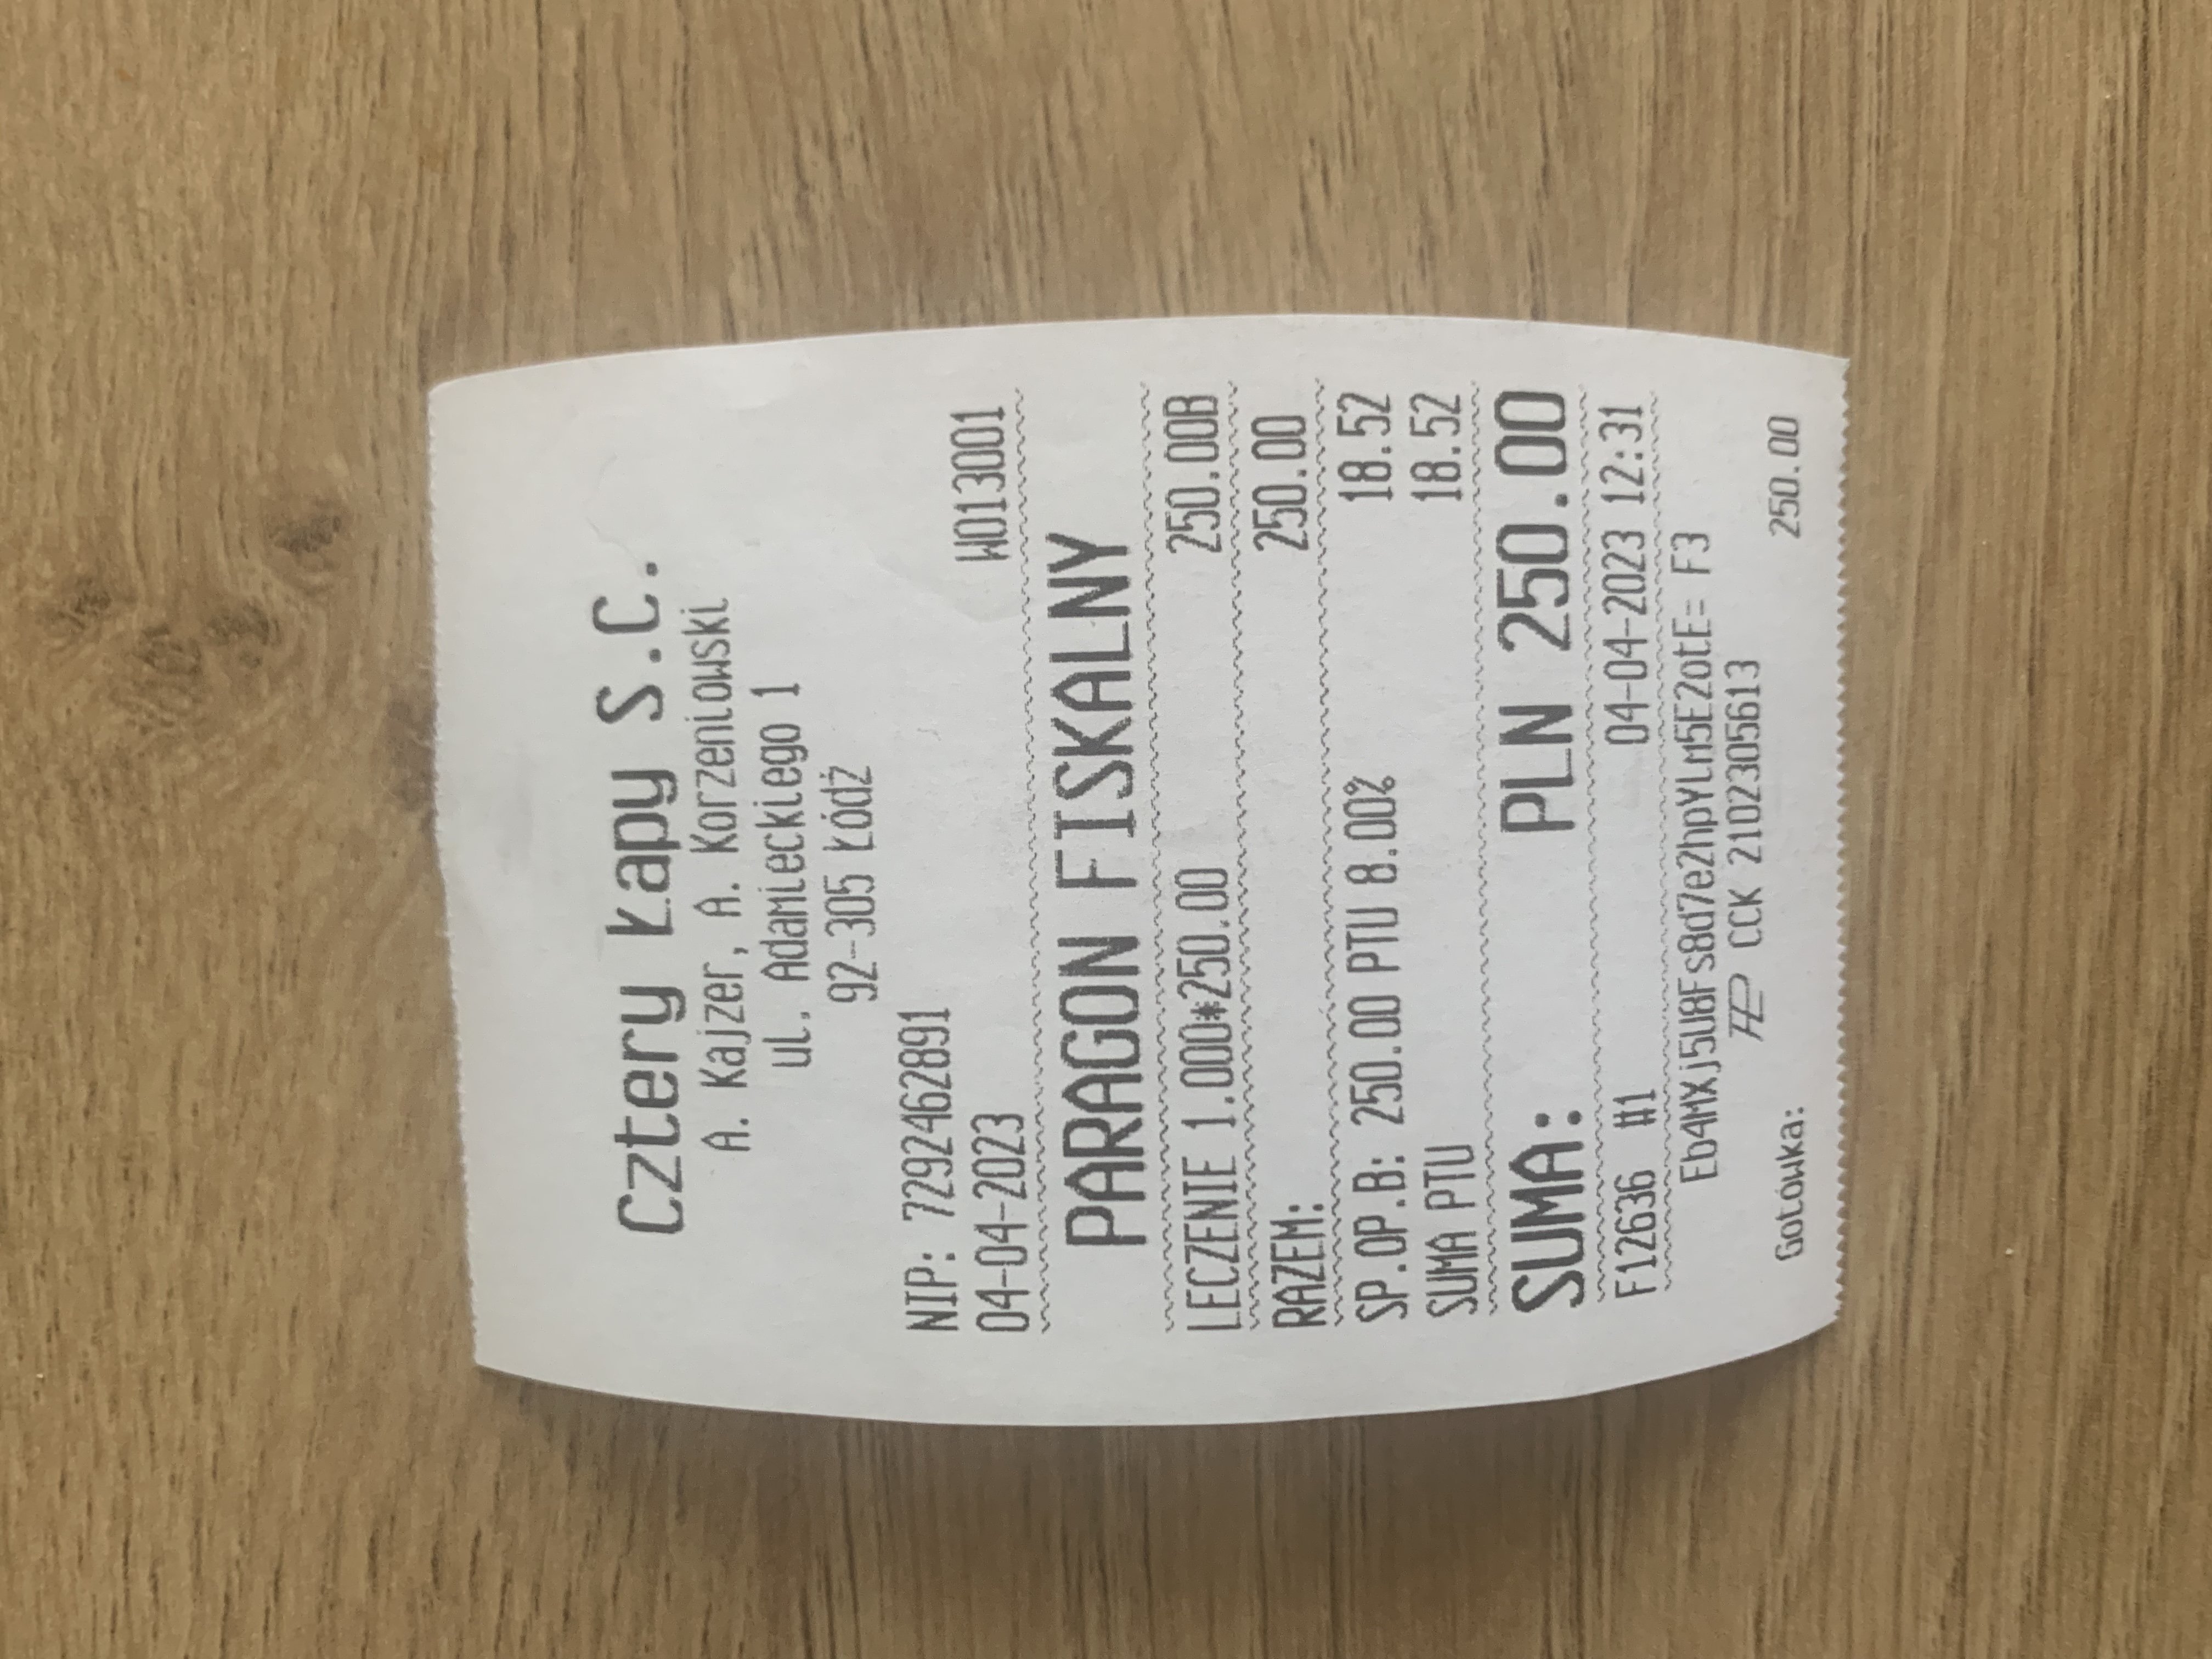 Cztery Łapy S.C.
A. Kajzer, A. Korzeniowski
ul. Adamieckiego 1
92-305 Łódź
NIP: 7292462891
04-04-2023 W013001
PARAGON FISKALNY
LECZENIE 1.000*250.00 250.00B
RAZEM: 250.00
SP.OP.B: 250.00 PTU 8.00% 18.52
SUMA PTU 18.52
SUMA: PLN 250.00
F12636 #1 04-04-2023 12:31
Eb4MXj5U8Fs8d7e2hpYlm5E2otE= F3
CCK 2102305613
Gotówka: 250.00